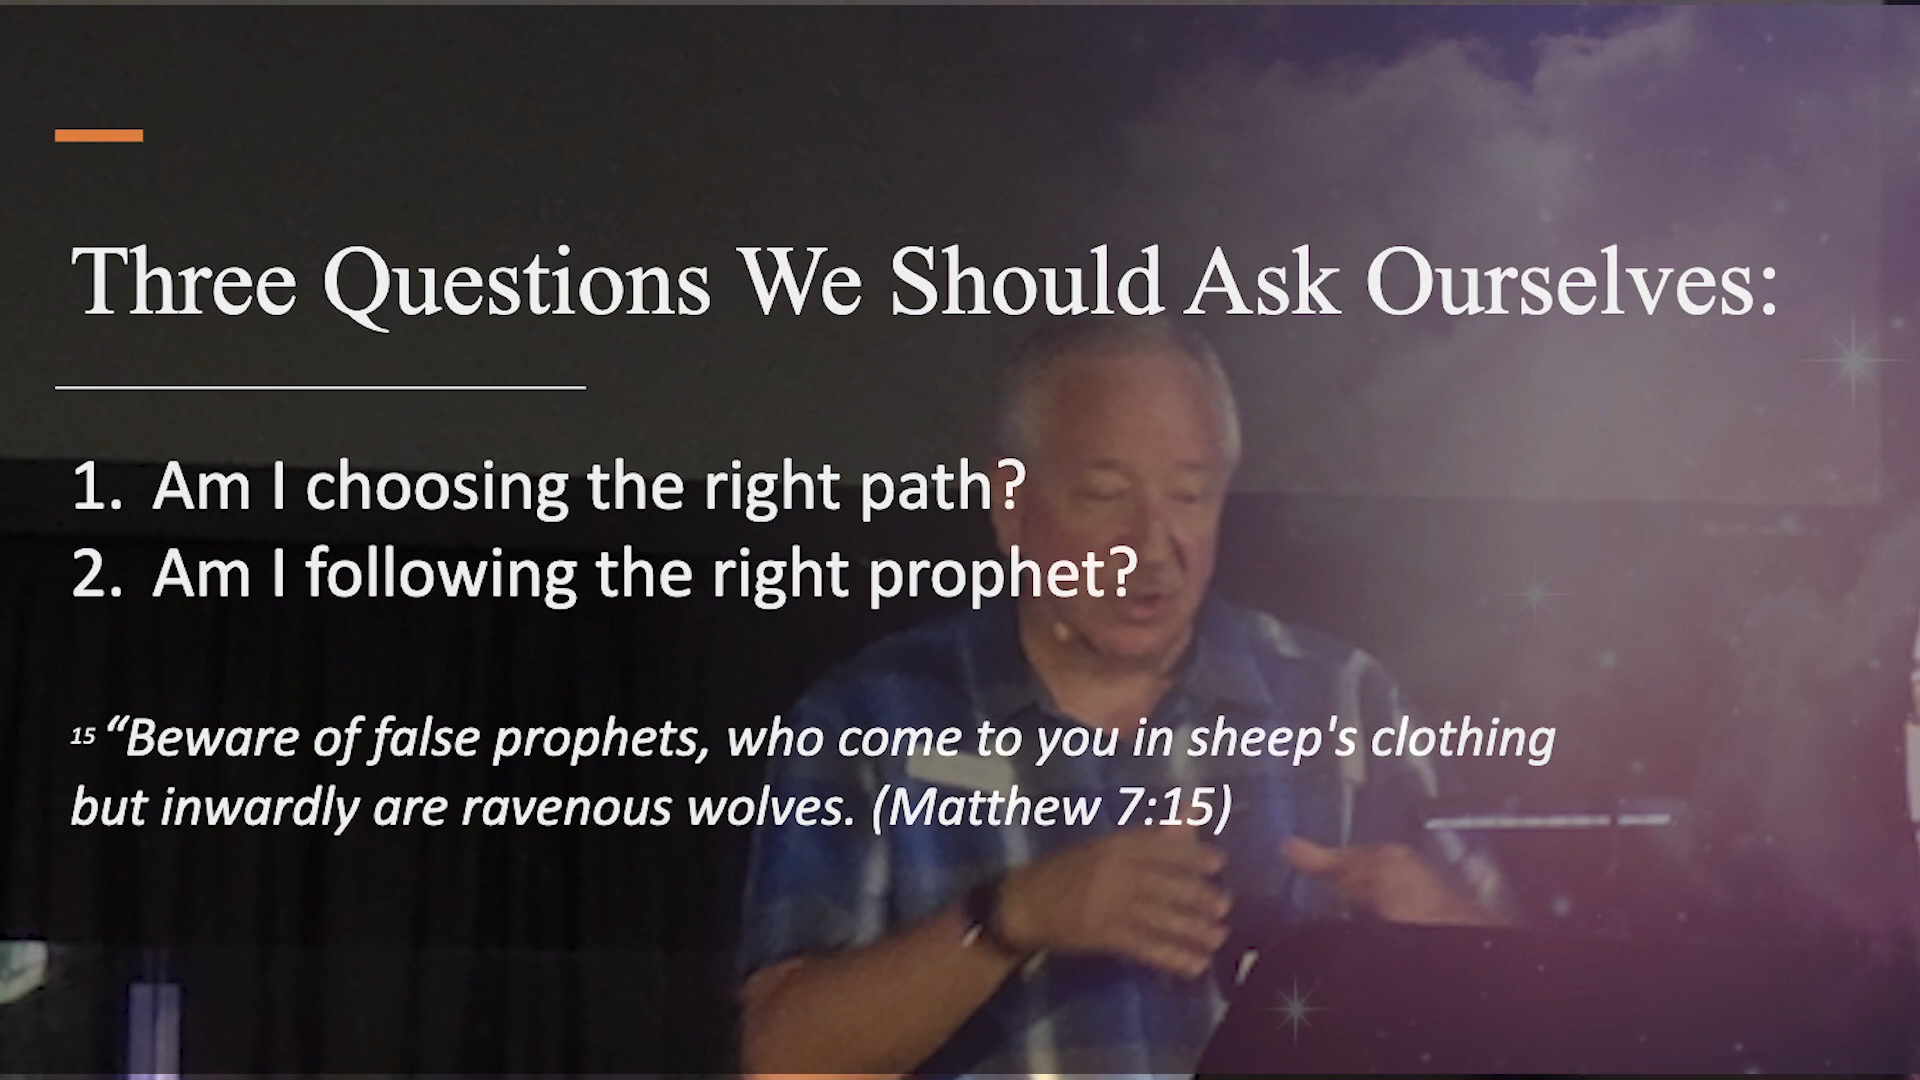 Three Questions We Should Ask Ourselves:
1. Am I choosing the right path?
2. Am I following the right prophet?
15 “Beware of false prophets, who come to you in sheep's clothing
but inwardly are ravenous wolves. (Matthew 7:15)